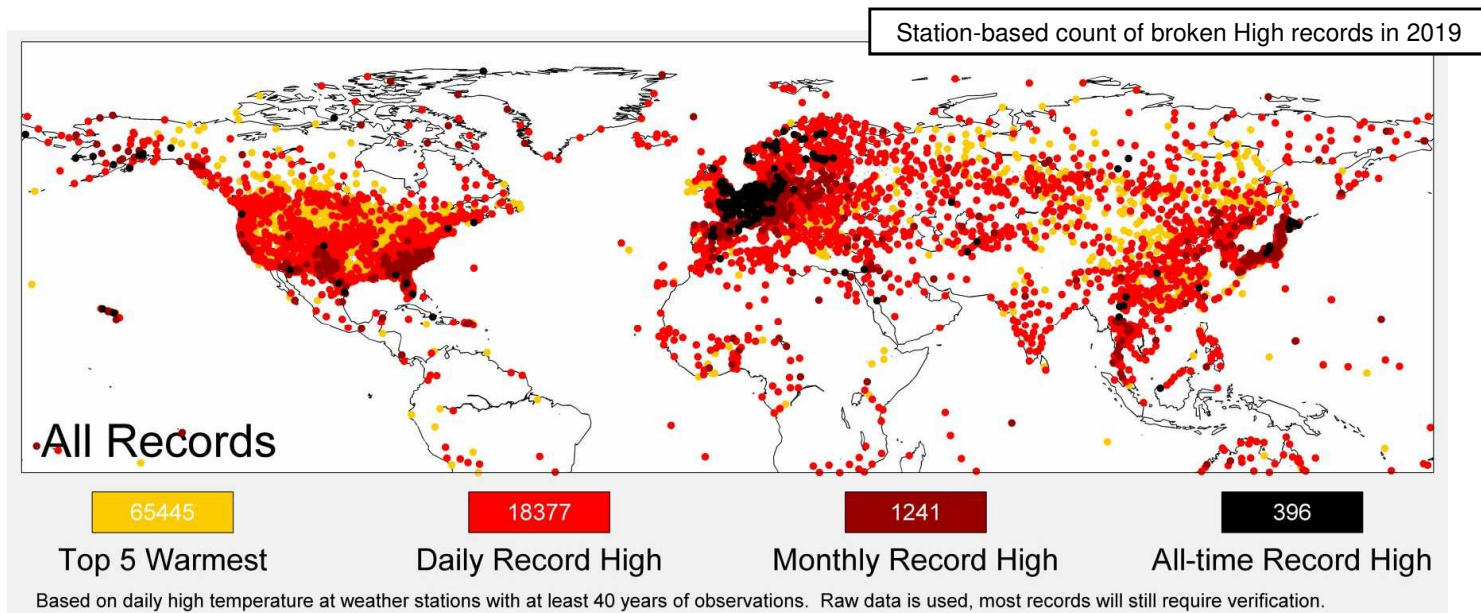 Station-based count of broken High records in 2019
All Records
65445
18377
1241
396
Top 5 Warmest
Daily Record High
Monthly Record High
All-time Record High
Based on daily high temperature at weather stations with at least 40 years of observations. Raw data is used, most records will still require verification.